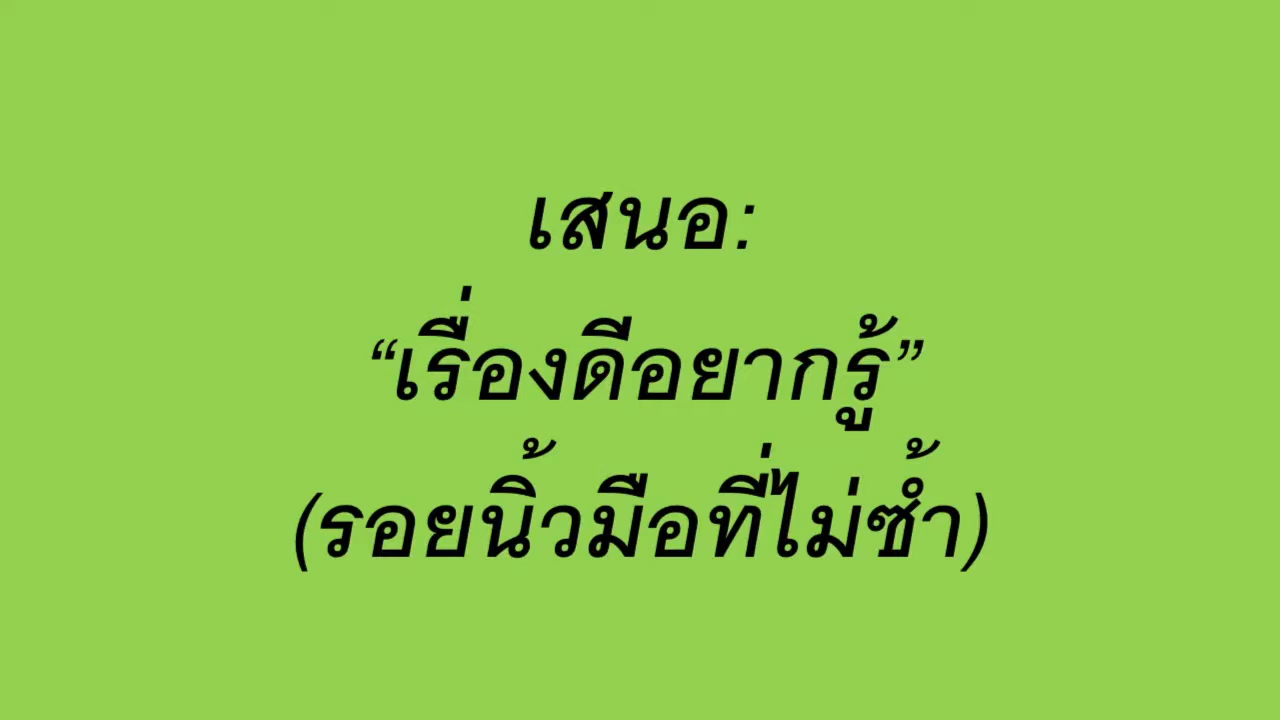 เสนอ:
“เรื่องดีอยากรู้”
(รอยนิ้วมือที่ไม่ซ้ำ)